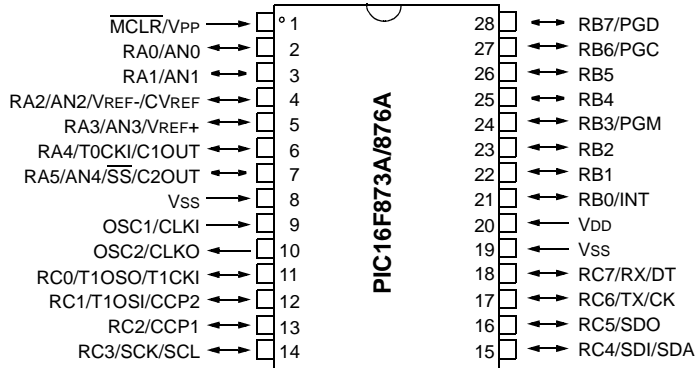 MCLR/VPP 1 28 RB7/PGD
RA0/AN0 2 27 RB6/PGC
RA1/AN1 3 26 RB5
RA2/AN2/VREF-/CVREF 4 25 RB4
RA3/AN3/VREF+ 5 24 RB3/PGM
RA4/T0CKI/C1OUT 6 23 RB2
RA5/AN4/SS/C2OUT 7 22 RB1
VSS 8 21 RB0/INT
OSC1/CLKI 9 20 VDD
OSC2/CLKO 10 19 VSS
RC0/T1OSO/T1CKI 11 18 RC7/RX/DT
RC1/T1OSI/CCP2 12 17 RC6/TX/CK
RC2/CCP1 13 16 RC5/SDO
RC3/SCK/SCL 14 15 RC4/SDI/SDA
PIC16F873A/876A